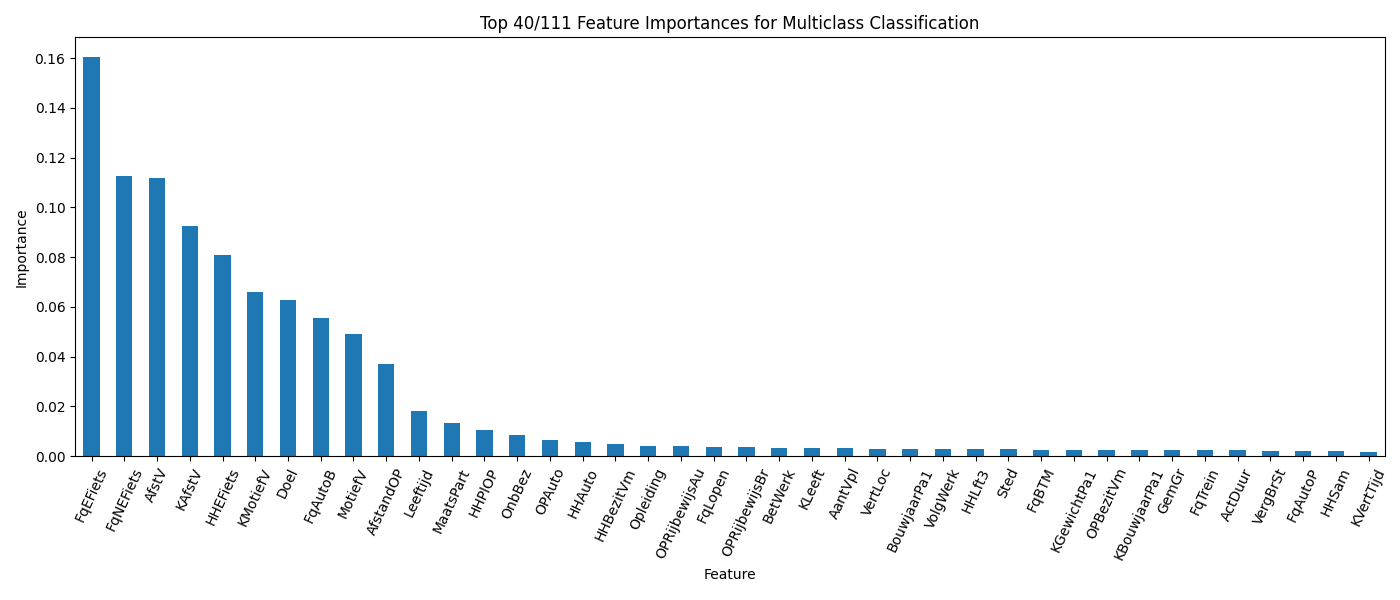 Top 40/111 Feature Importances for Multiclass Classification
Importance
0.16
0.14
0.12
0.10
0.08
0.06
0.04
0.02
0.00
FqEFiets
FqNEFiets
AfstV
KAfstV
HHEFiets
KMotiefV
Doel
FqAutoB
MotiefV
AfstandOP
Leeftijd
MaatsPart
HHPlOP
OnbBez
OPAuto
HHAuto
HHBezitVm
Opleiding
OPRijbewijsAu
FqLopen
OPRijbewijsBr
BetWerk
KLeeft
AantVpl
VertLoc
BouwjaarPa1
VolgWerk
HHLft3
Sted
FqBTM
KGewichtPa1
OPBezitVm
KBouwjaarPa1
GemGr
FqTrein
ActDuur
VergBrSt
FqAutoP
HHSam
KVertTijd
Feature